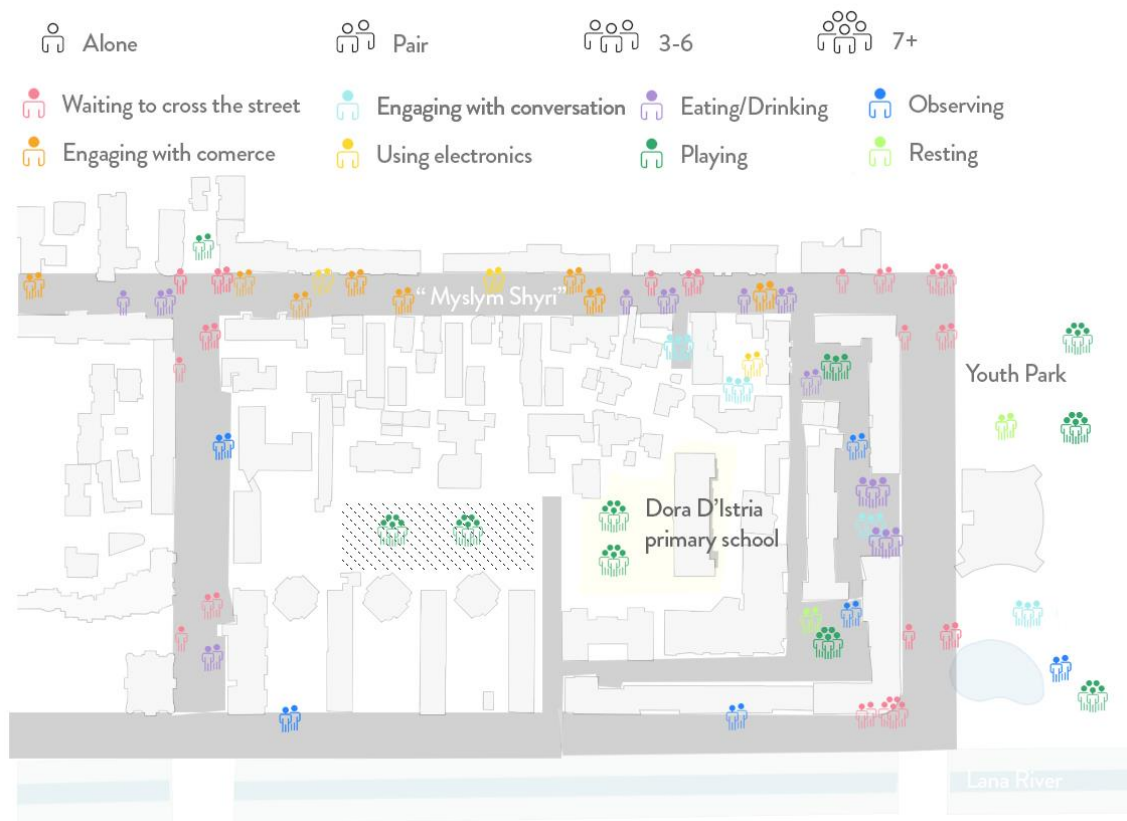 Alone
Pair
3-6
7+
Waiting to cross the street
Engaging with conversation
Eating/Drinking
Observing
Engaging with comerce
Using electronics
Playing
Resting
“ Myslym Shyri”
Youth Park
Dora D’Istria
primary school
Lana River